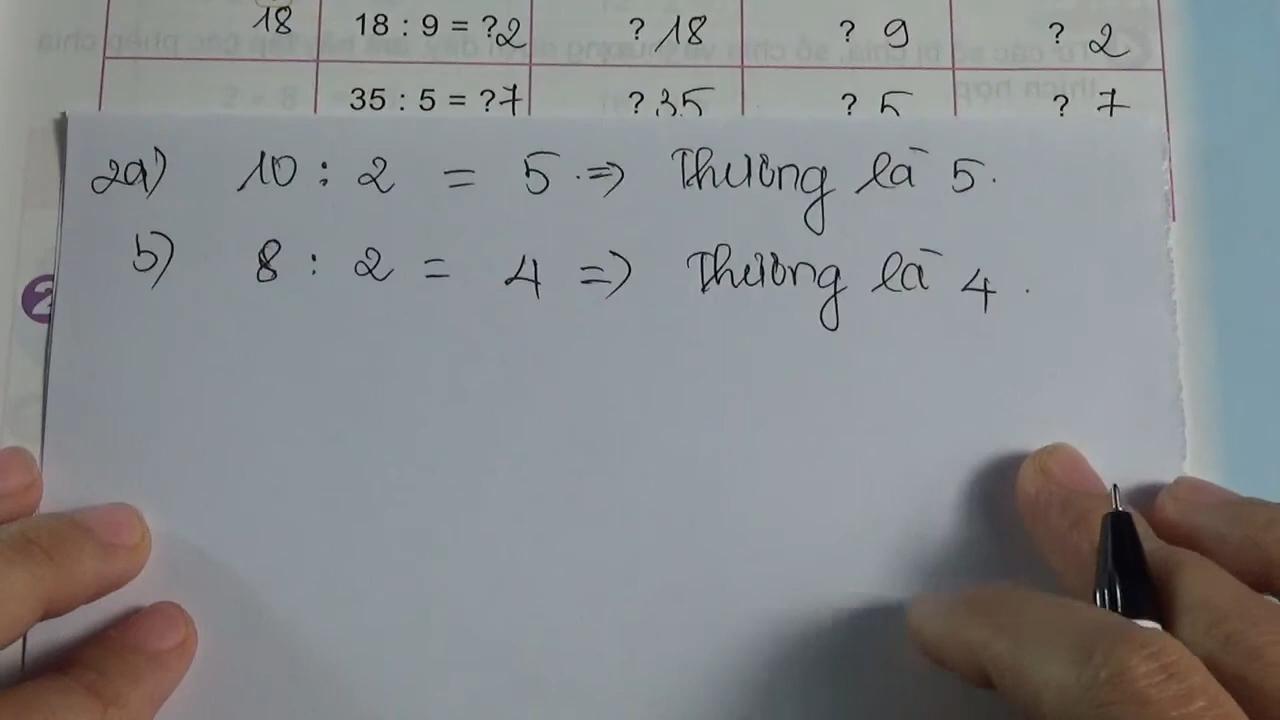 18 18 : 9 = ?2 ? 18 ? 9 ? 2
35 : 5 = ?7 ? 35 ? 5 ? 7
2a) 10 : 2 = 5 => Thương là 5.
b) 8 : 2 = 4 => Thương là 4.
2